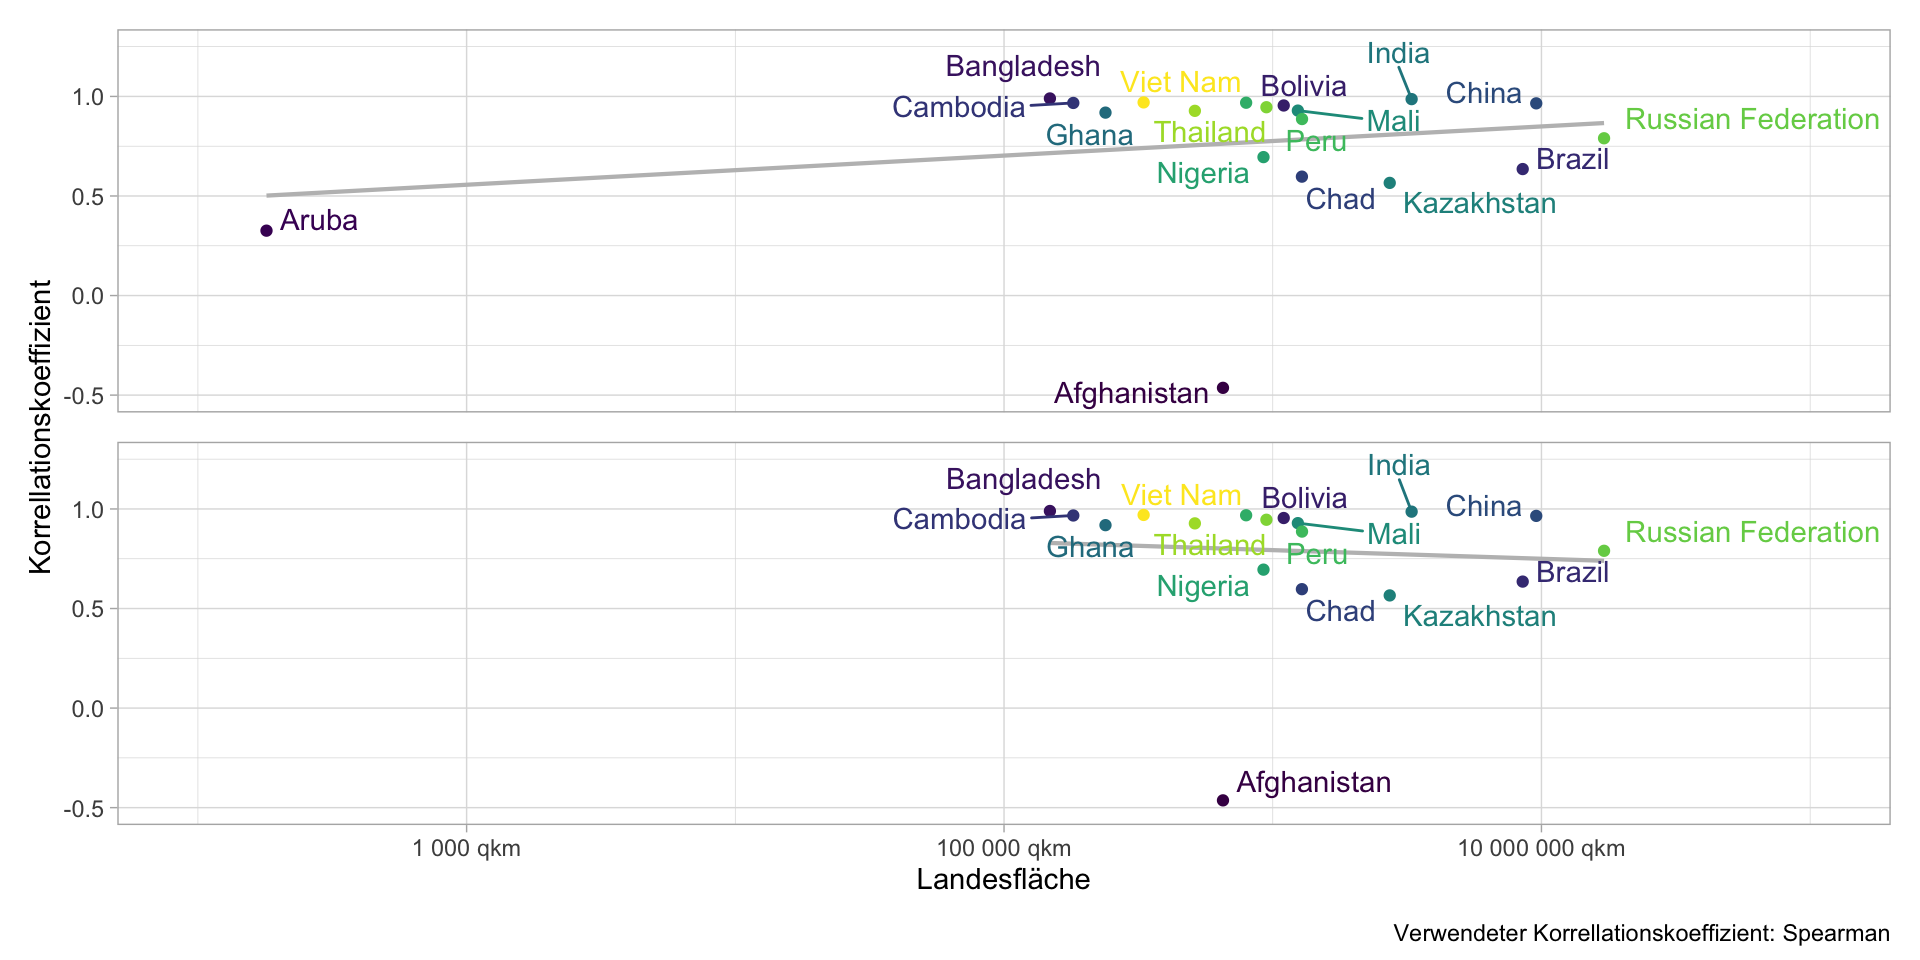 Korrellationskoeffizient
1.0
0.5
0.0
-0.5
India
Bangladesh
Viet Nam
Bolivia
China
Cambodia
Mali
Russian Federation
Ghana
Thailand
Peru
Brazil
Nigeria
Chad
Kazakhstan
Aruba
Afghanistan
1.0
0.5
0.0
-0.5
India
Bangladesh
Viet Nam
Bolivia
China
Cambodia
Mali
Russian Federation
Ghana
Thailand
Peru
Brazil
Nigeria
Chad
Kazakhstan
Afghanistan
1 000 qkm
100 000 qkm
10 000 000 qkm
Landesfläche
Verwendeter Korrellationskoeffizient: Spearman